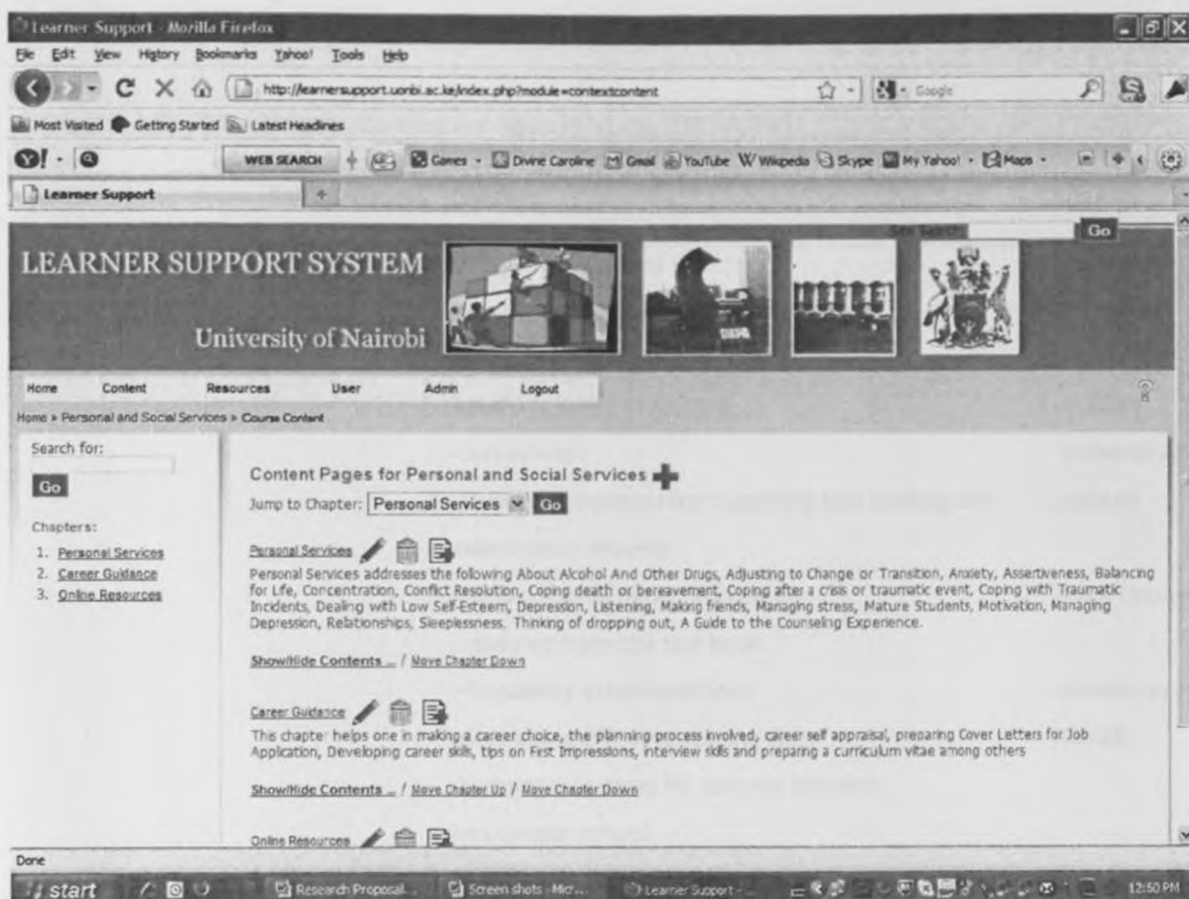 Learner Support - Mozilla Firefox
File Edit View History Bookmarks Yahoo! Tools Help
http://learnersupport.uonbi.ac.ke/index.php?module=contextcontent
Google
Most Visited Getting Started Latest Headlines
Y! WEB SEARCH Games Divine Caroline Gmail YouTube W Wikipedia Skype My Yahoo! Maps
Learner Support
Site Search: Go
LEARNER SUPPORT SYSTEM
University of Nairobi
Home Content Resources User Admin Logout
Home » Personal and Social Services » Course Content
Search for:
Go
Chapters:
1. Personal Services
2. Career Guidance
3. Online Resources
Content Pages for Personal and Social Services
Jump to Chapter: Personal Services Go
Personal Services
Personal Services addresses the following About Alcohol And Other Drugs, Adjusting to Change or Transition, Anxiety, Assertiveness, Balancing
for Life, Concentration, Conflict Resolution, Coping death or bereavement, Coping after a crisis or traumatic event, Coping with Traumatic
Incidents, Dealing with Low Self-Esteem, Depression, Listening, Making friends, Managing stress, Mature Students, Motivation, Managing
Depression, Relationships, Sleeplessness. Thinking of dropping out, A Guide to the Counseling Experience.
Show/Hide Contents ... / Move Chapter Down
Career Guidance
This chapter helps one in making a career choice, the planning process involved, career self appraisal, preparing Cover Letters for Job
Application, Developing career skills, tips on First Impressions, interview skills and preparing a curriculum vitae among others
Show/Hide Contents ... / Move Chapter Up / Move Chapter Down
Online Resources
Done
start Research Proposal... Screen shots - Micr... Learner Support - ... 12:50 PM